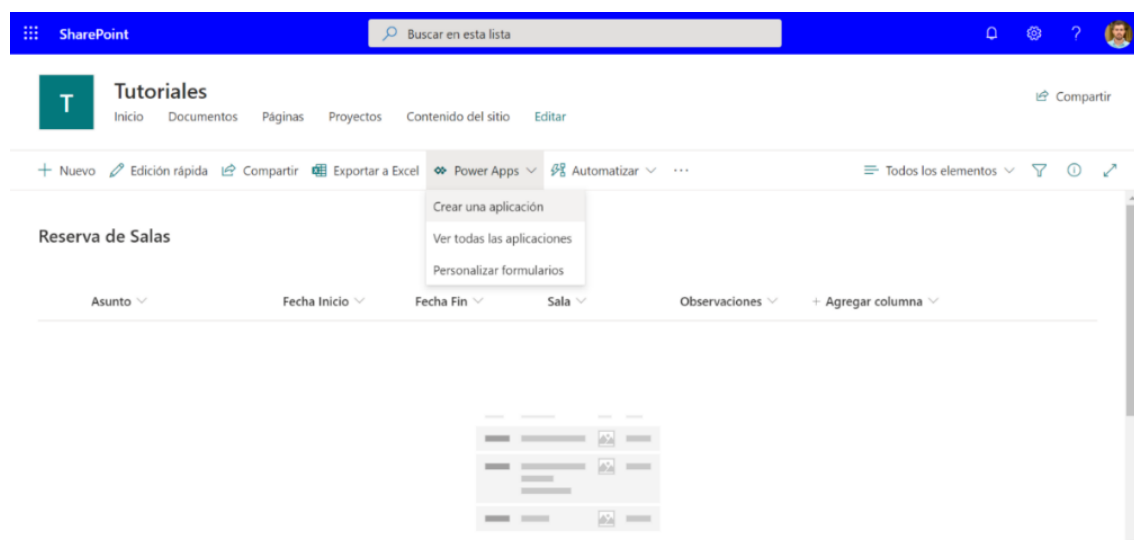 SharePoint Buscar en esta lista ?
T Tutoriales
Inicio Documentos Páginas Proyectos Contenido del sitio Editar Compartir
+ Nuevo Edición rápida Compartir Exportar a Excel Power Apps Automatizar ... Todos los elementos
Crear una aplicación
Ver todas las aplicaciones
Personalizar formularios
Reserva de Salas
Asunto Fecha Inicio Fecha Fin Sala Observaciones + Agregar columna